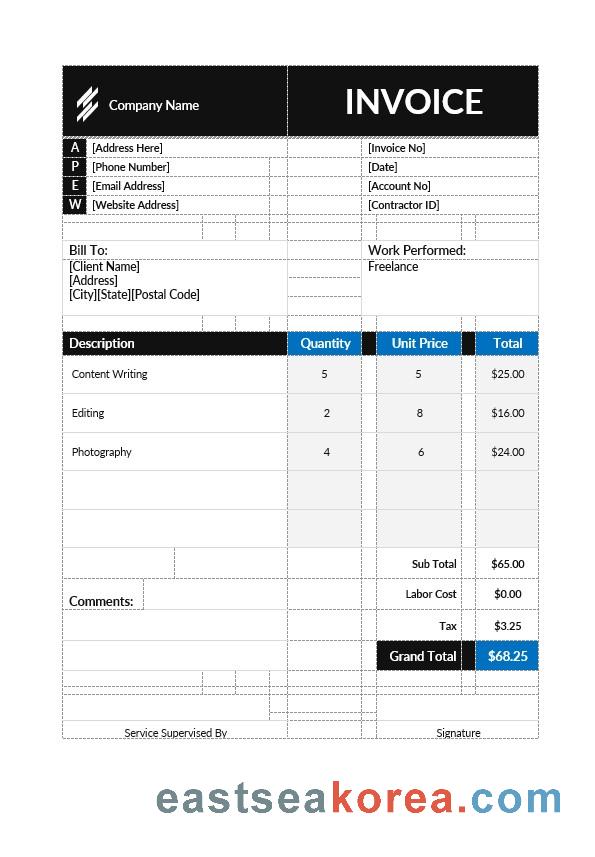 Company Name
INVOICE
A [Address Here] [Invoice No]
P [Phone Number] [Date]
E [Email Address] [Account No]
W [Website Address] [Contractor ID]
Bill To: Work Performed:
[Client Name] Freelance
[Address]
[City][State][Postal Code]
Description Quantity Unit Price Total
Content Writing 5 5 $25.00
Editing 2 8 $16.00
Photography 4 6 $24.00
Sub Total $65.00
Labor Cost $0.00
Comments:
Tax $3.25
Grand Total $68.25
Service Supervised By Signature
eastseakorea.com